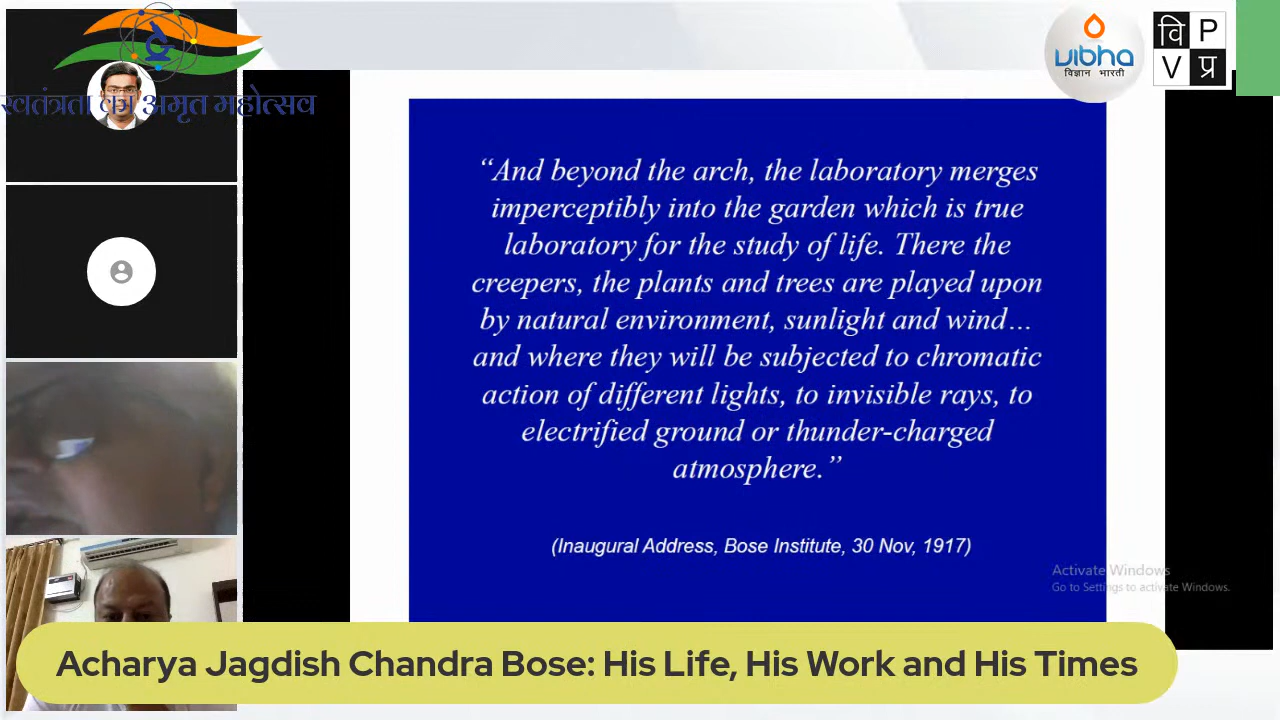 स्वतंत्रता का अमृत महोत्सव
vibha
विज्ञान भारती
वि P
V प्र
“And beyond the arch, the laboratory merges
imperceptibly into the garden which is true
laboratory for the study of life. There the
creepers, the plants and trees are played upon
by natural environment, sunlight and wind…
and where they will be subjected to chromatic
action of different lights, to invisible rays, to
electrified ground or thunder-charged
atmosphere.”
(Inaugural Address, Bose Institute, 30 Nov, 1917)
Activate Windows
Go to Settings to activate Windows.
Acharya Jagdish Chandra Bose: His Life, His Work and His Times